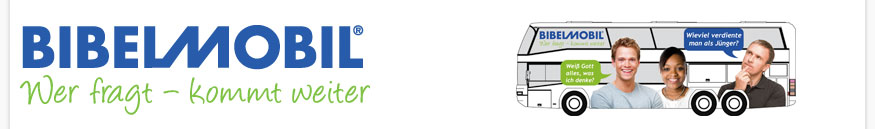 BIBELMOBIL®
Wer fragt – kommt weiter
BIBELMOBIL
Wer fragt – kommt weiter
Weiß Gott
alles, was
ich denke?
Wieviel verdiente
man als Jünger?